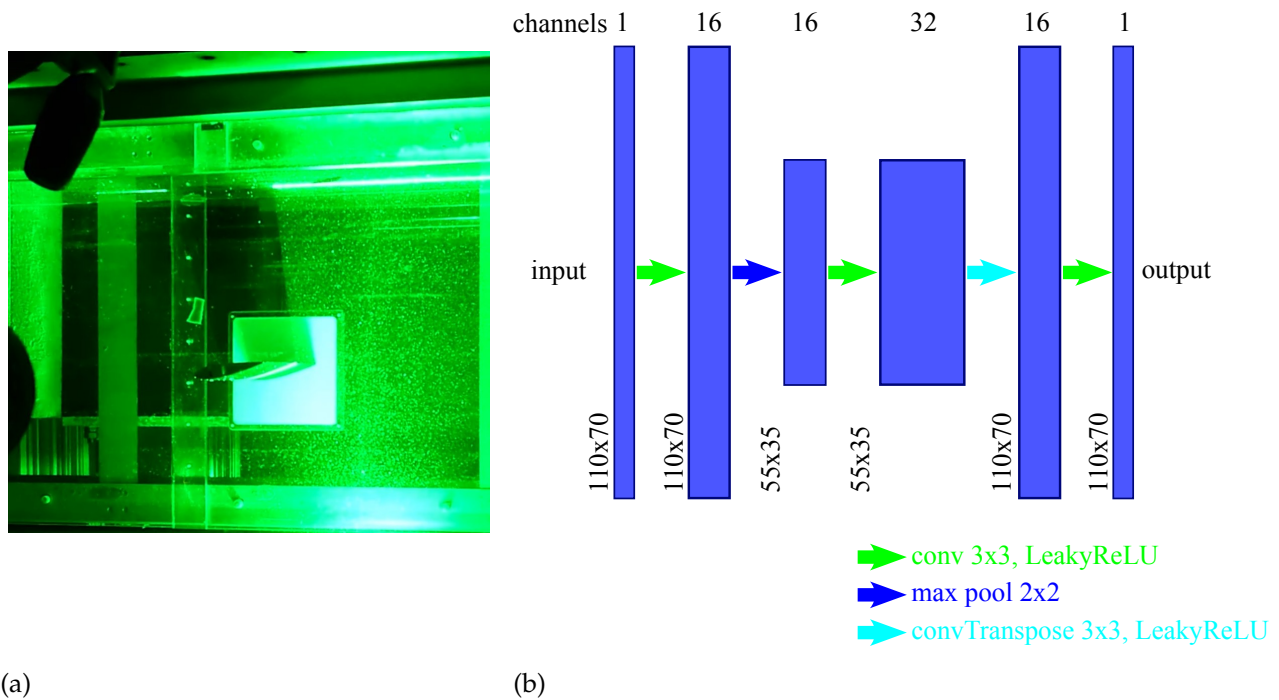 channels 1 16 16 32 16 1
input
output
110x70 110x70 55x35 55x35 110x70 110x70
conv 3x3, LeakyReLU
max pool 2x2
convTranspose 3x3, LeakyReLU
(a) (b)